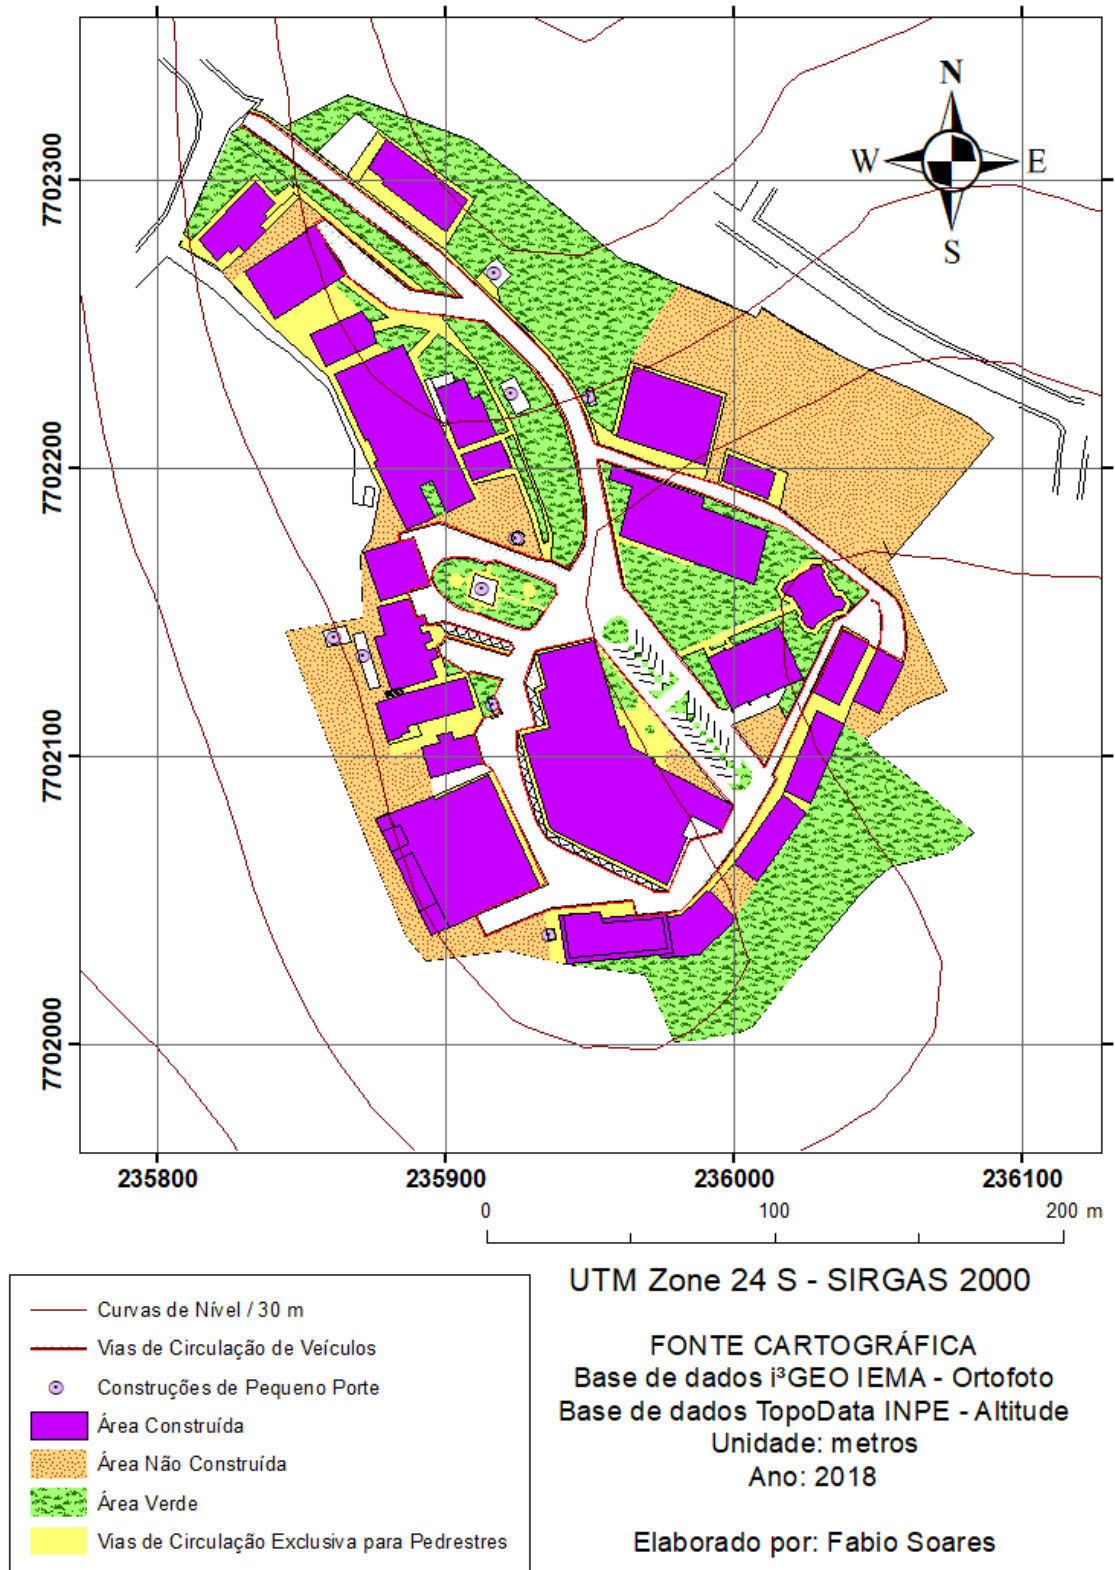 N
W E
S
7702300
7702200
7702100
7702000
235800 235900 236000 236100
0 100 200 m
Curvas de Nível / 30 m
Vias de Circulação de Veículos
Construções de Pequeno Porte
Área Construída
Área Não Construída
Área Verde
Vias de Circulação Exclusiva para Pedrestres
UTM Zone 24 S - SIRGAS 2000
FONTE CARTOGRÁFICA
Base de dados i³GEO IEMA - Ortofoto
Base de dados TopoData INPE - Altitude
Unidade: metros
Ano: 2018
Elaborado por: Fabio Soares